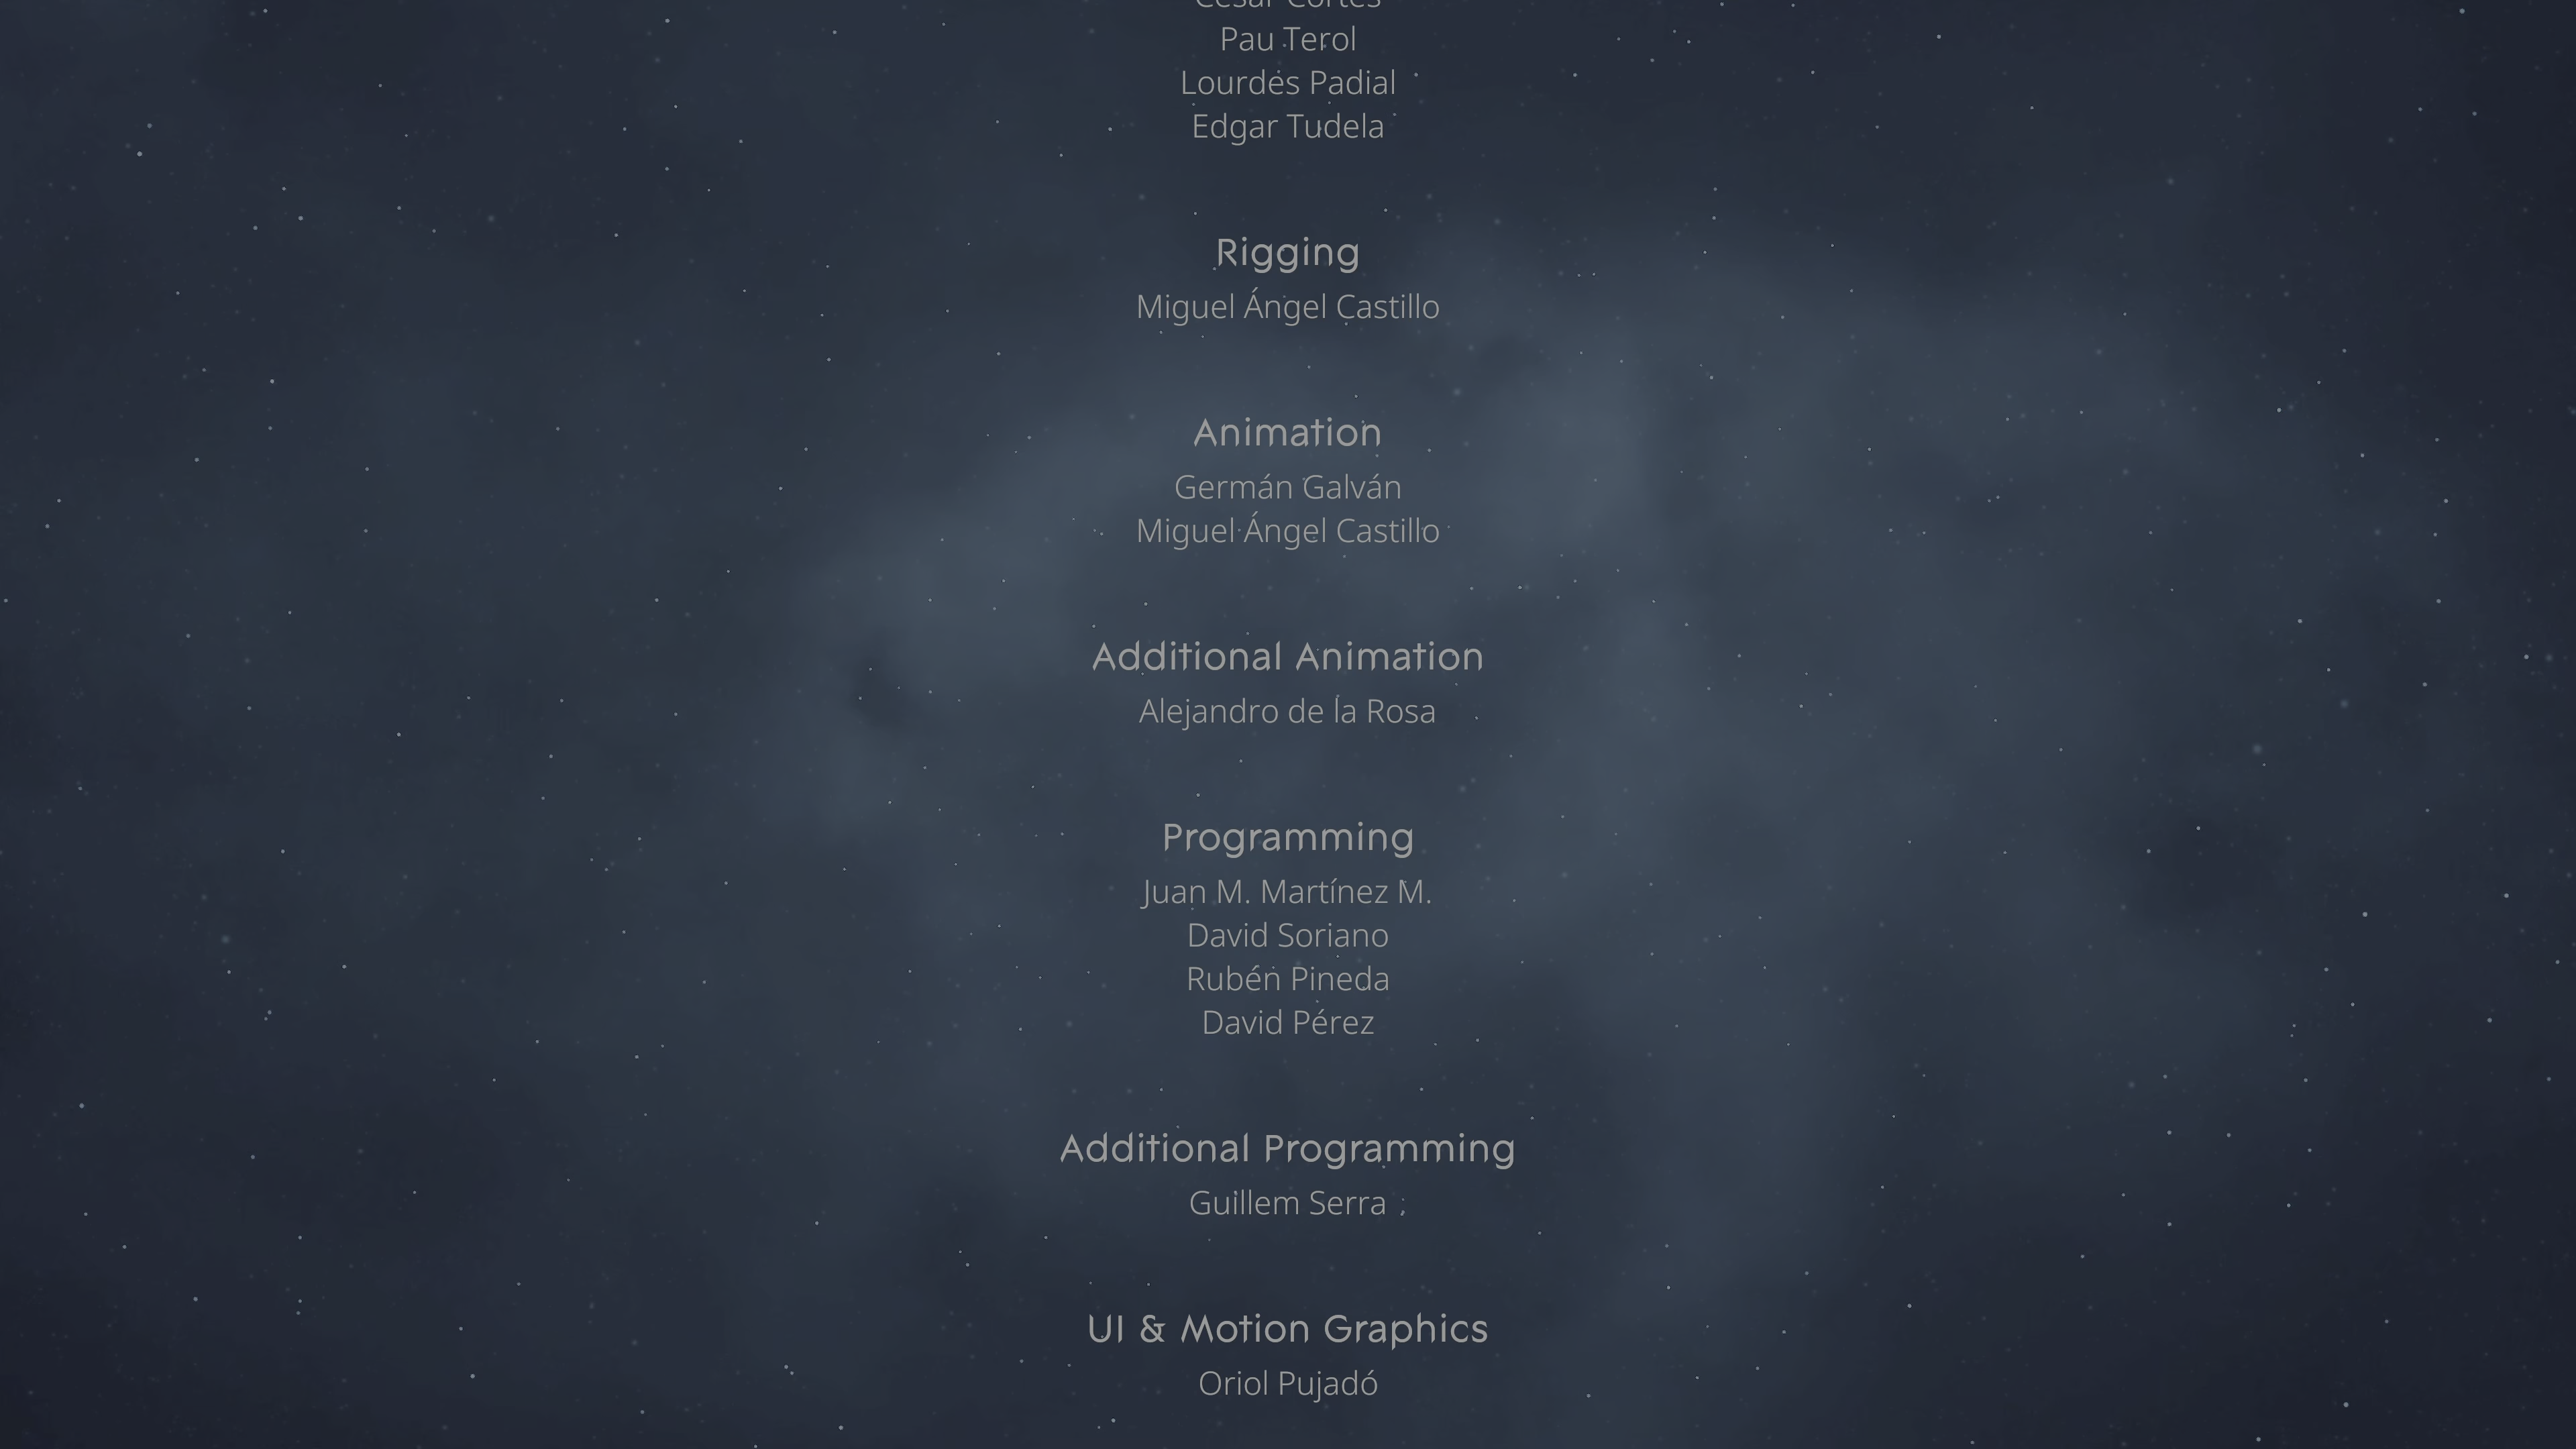 Pau Terol
Lourdes Padial
Edgar Tudela
Rigging
Miguel Ángel Castillo
Animation
Germán Galván
Miguel Ángel Castillo
Additional Animation
Alejandro de la Rosa
Programming
Juan M. Martínez M.
David Soriano
Rubén Pineda
David Pérez
Additional Programming
Guillem Serra
UI & Motion Graphics
Oriol Pujadó